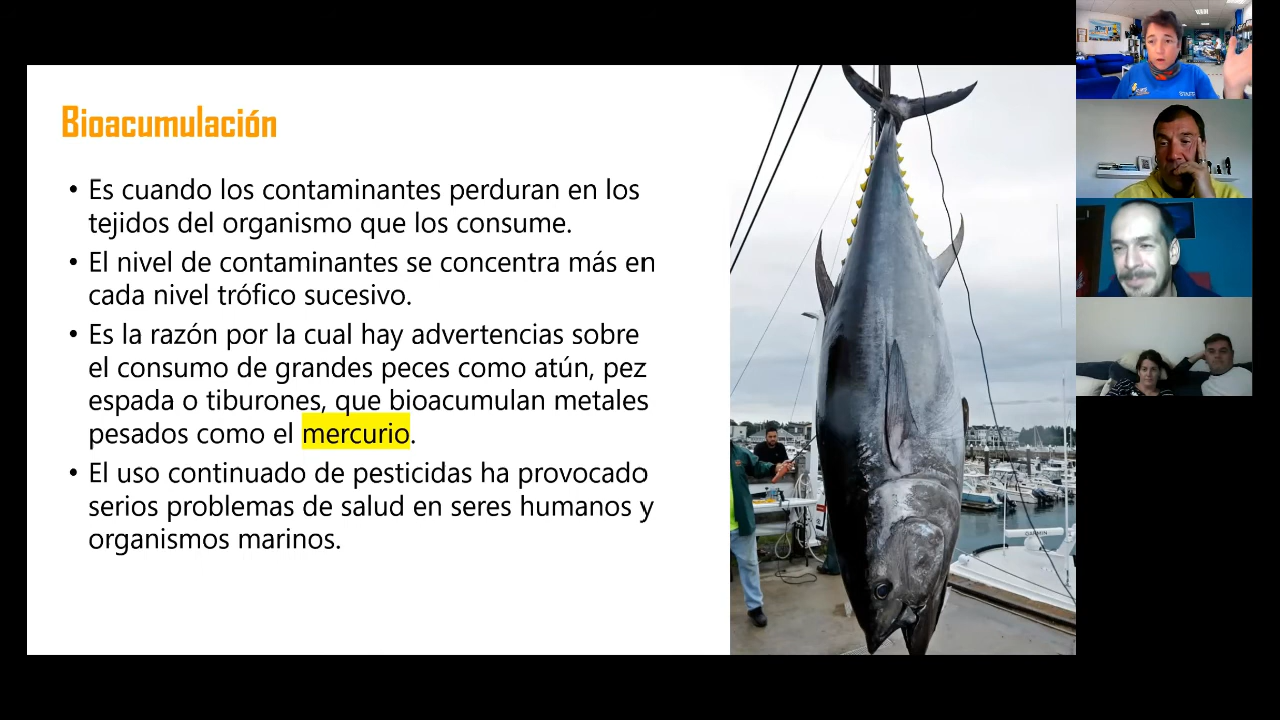 Bioacumulación
• Es cuando los contaminantes perduran en los
tejidos del organismo que los consume.
• El nivel de contaminantes se concentra más en
cada nivel trófico sucesivo.
• Es la razón por la cual hay advertencias sobre
el consumo de grandes peces como atún, pez
espada o tiburones, que bioacumulan metales
pesados como el mercurio.
• El uso continuado de pesticidas ha provocado
serios problemas de salud en seres humanos y
organismos marinos.
GARMIN
STAFF